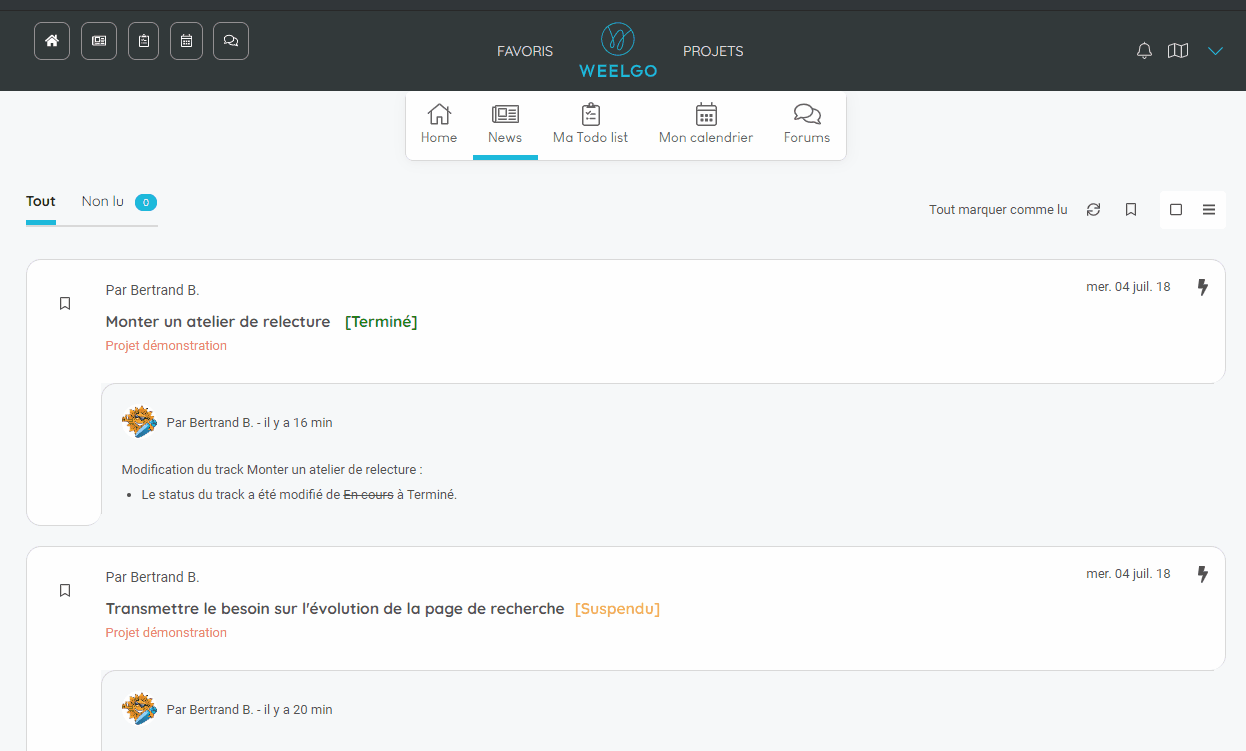 FAVORIS
WEELGO
PROJETS
Home
News
Ma Todo list
Mon calendrier
Forums
Tout
Non lu 0
Tout marquer comme lu
Par Bertrand B.
mer. 04 juil. 18
Monter un atelier de relecture [Terminé]
Projet démonstration
Par Bertrand B. - il y a 16 min
Modification du track Monter un atelier de relecture :
• Le status du track a été modifié de En cours à Terminé.
Par Bertrand B.
mer. 04 juil. 18
Transmettre le besoin sur l'évolution de la page de recherche [Suspendu]
Projet démonstration
Par Bertrand B. - il y a 20 min